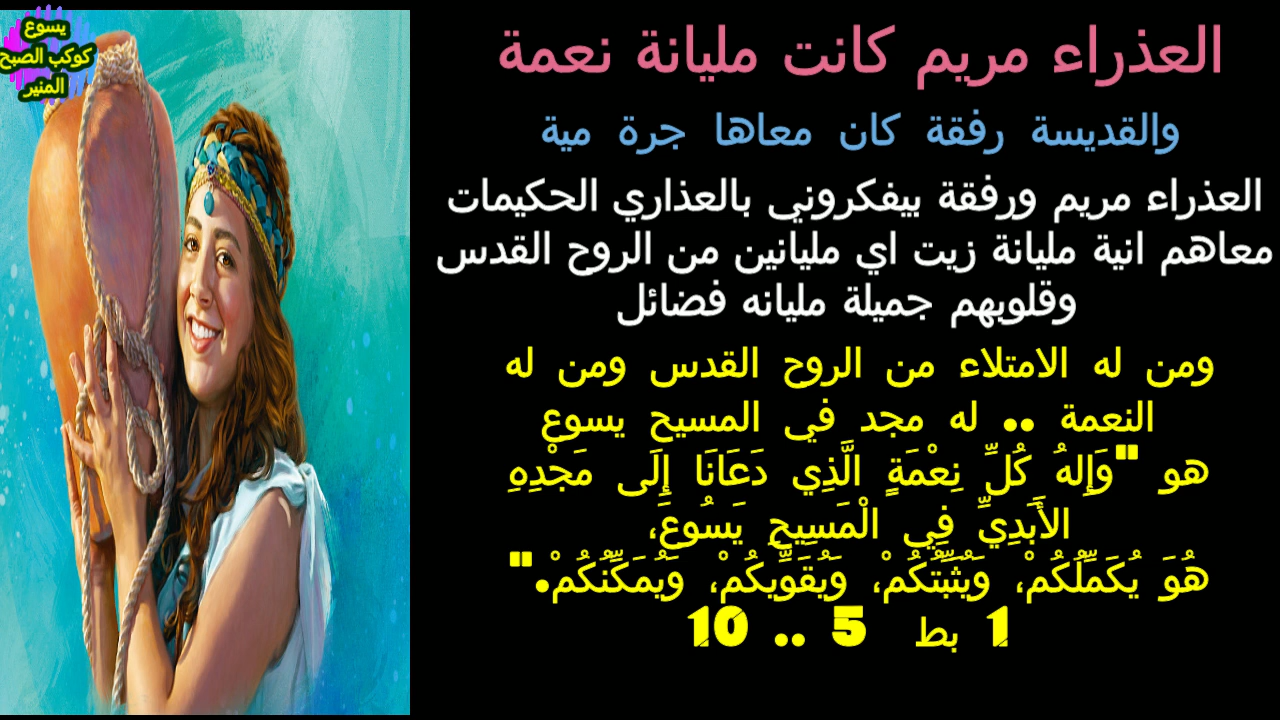 يسوع
كوكب الصبح
المنير
العذراء مريم كانت مليانة نعمة
والقديسة رفقة كان معاها جرة مية
العذراء مريم ورفقة بيفكروني بالعذاري الحكيمات
معاهم انية مليانة زيت اي مليانين من الروح القدس
وقلوبهم جميلة مليانه فضائل
ومن له الامتلاء من الروح القدس ومن له
النعمة .. له مجد في المسيح يسوع
هو "وَإِلهُ كُلِّ نِعْمَةٍ الَّذِي دَعَانَا إِلَى مَجْدِهِ
الأَبَدِيِّ فِي الْمَسِيحِ يَسُوعَ،
هُوَ يُكَمِّلُكُمْ، وَيُثَبِّتُكُمْ، وَيُقَوِّيكُمْ، وَيُمَكِّنُكُمْ."
1 بط 5 .. 10